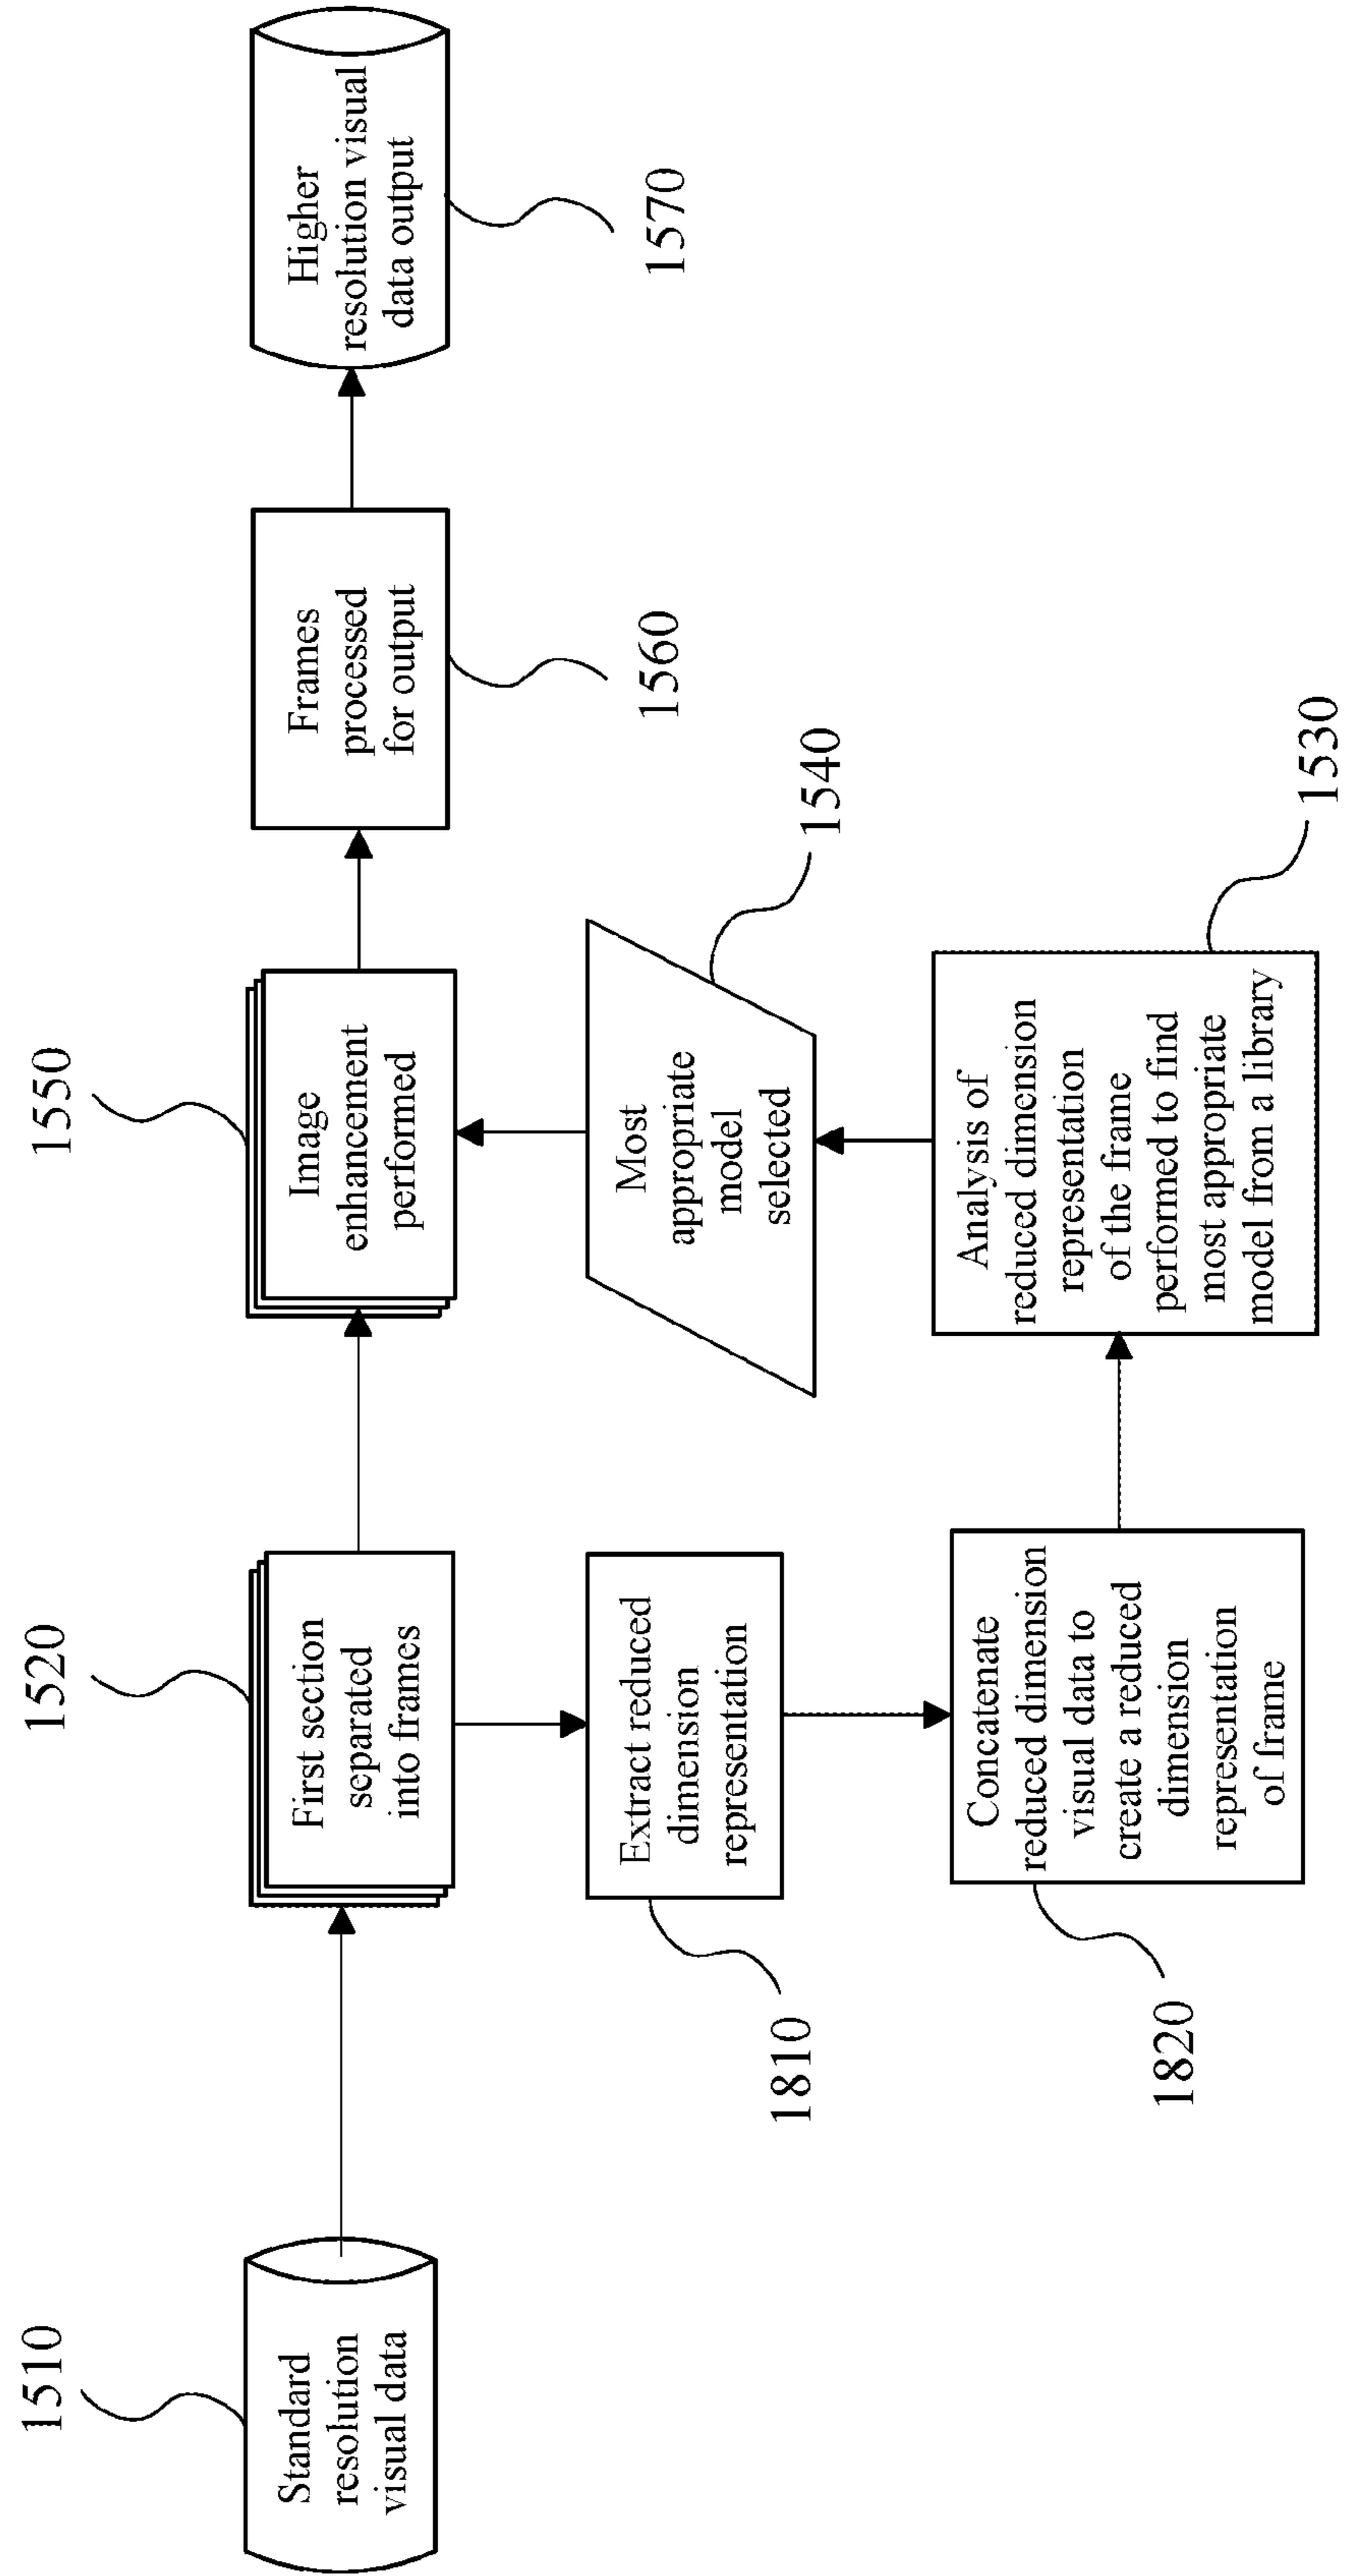 1510
Standard
resolution
visual data
1520
First section
separated
into frames
1550
Image
enhancement
performed
Frames
processed
for output
1560
Higher
resolution visual
data output
1570
Extract reduced
dimension
representation
1810
Most
appropriate
model
selected
1540
Concatenate
reduced dimension
visual data to
create a reduced
dimension
representation
of frame
1820
Analysis of
reduced dimension
representation
of the frame
performed to find
most appropriate
model from a library
1530